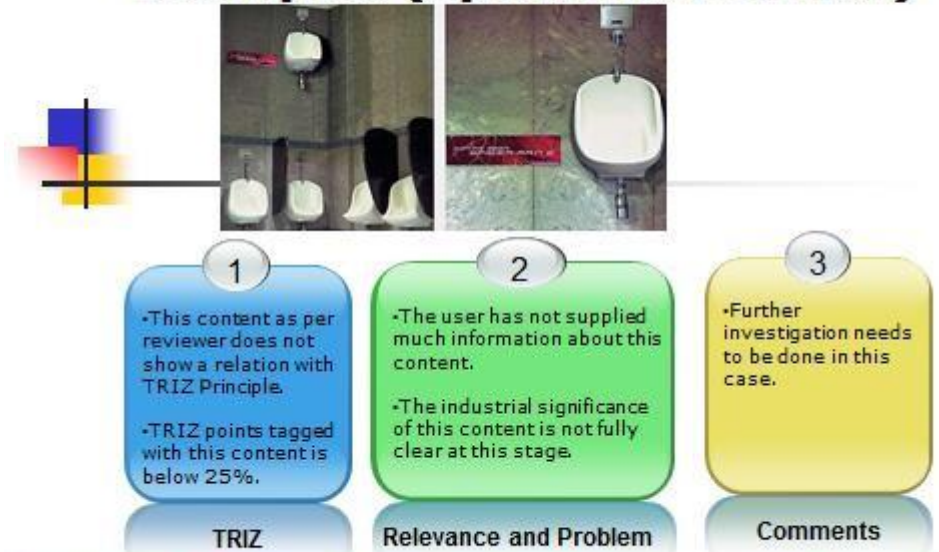 1
•This content as per
reviewer does not
show a relation with
TRIZ Principle.
•TRIZ points tagged
with this content is
below 25%.
TRIZ
2
•The user has not supplied
much information about this
content.
•The industrial significance
of this content is not fully
clear at this stage.
Relevance and Problem
3
•Further
investigation needs
to be done in this
case.
Comments